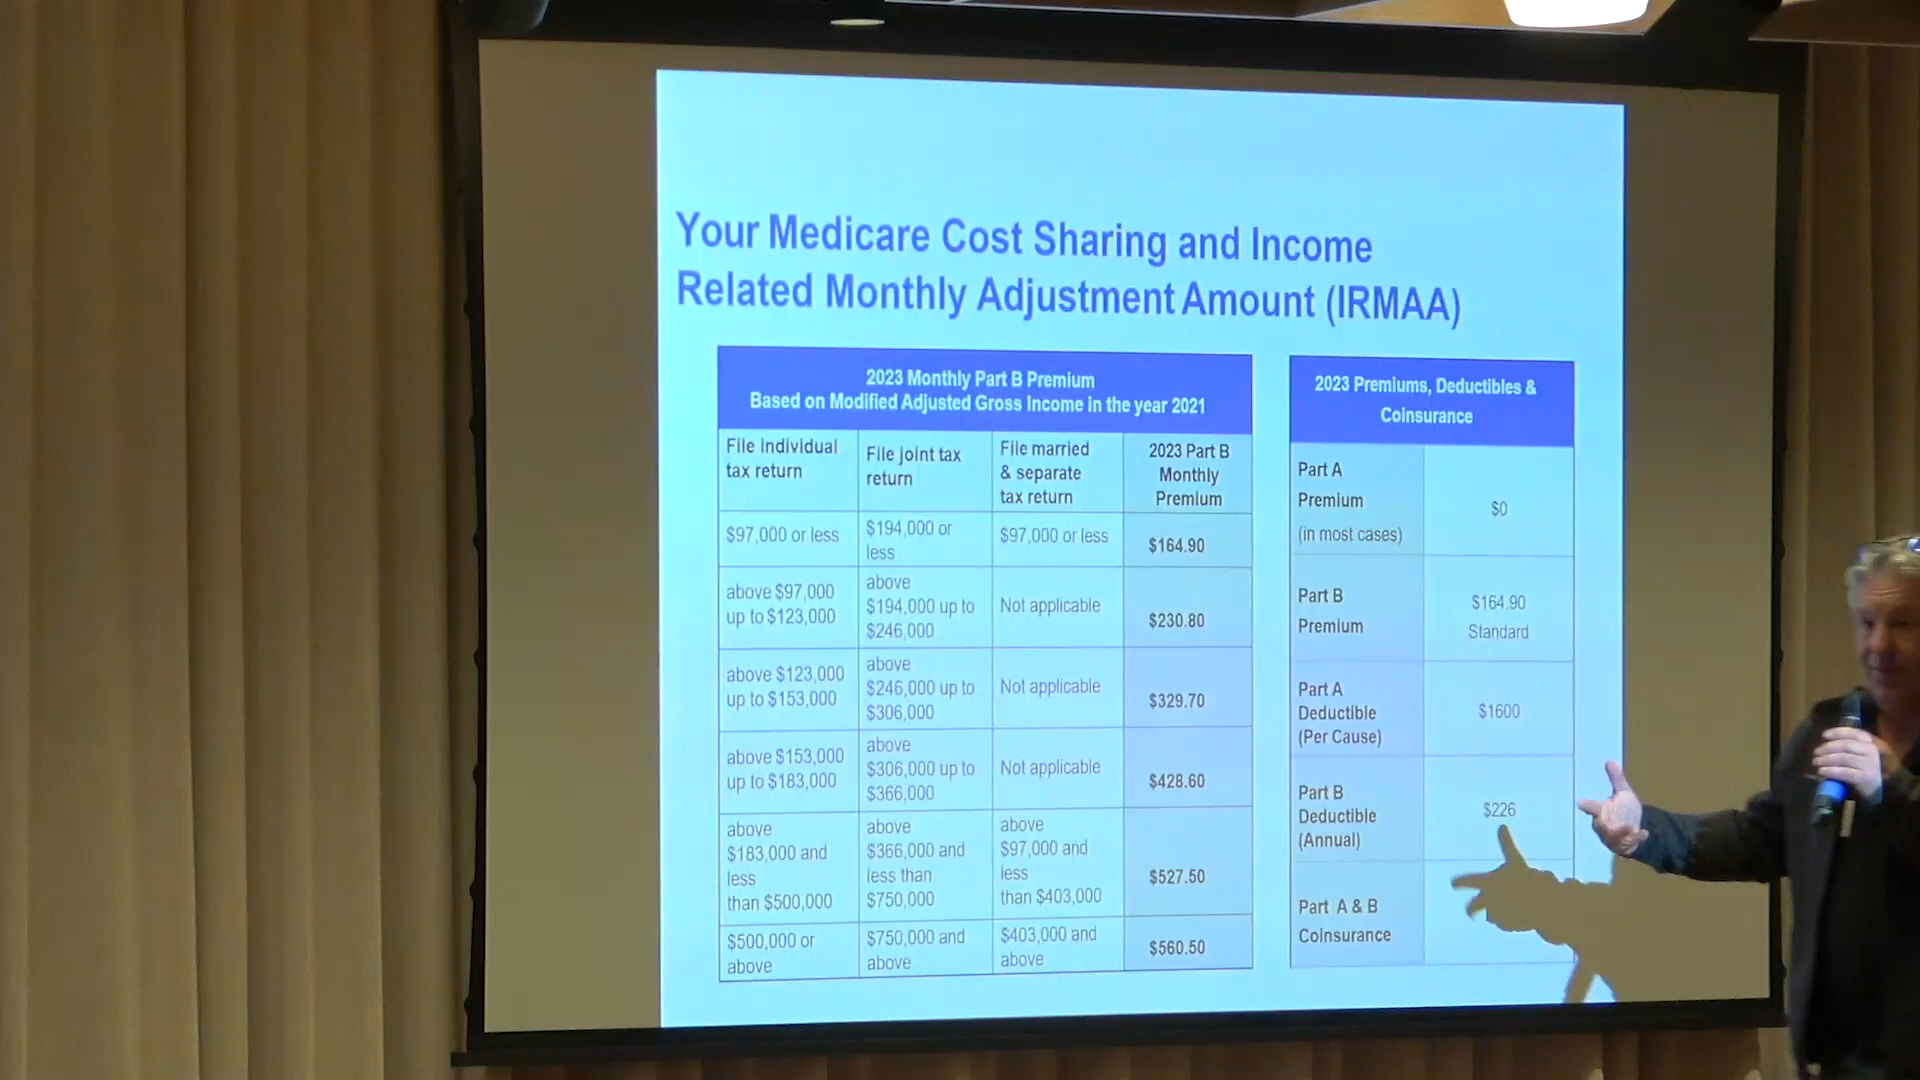 Your Medicare Cost Sharing and Income
Related Monthly Adjustment Amount (IRMAA)
2023 Monthly Part B Premium
Based on Modified Adjusted Gross Income in the year 2021
File individual
tax return
File joint tax
return
File married
& separate
tax return
2023 Part B
Monthly
Premium
$97,000 or less
$194,000 or
less
$97,000 or less
$164.90
above $97,000
up to $123,000
above
$194,000 up to
$246,000
Not applicable
$230.80
above $123,000
up to $153,000
above
$246,000 up to
$306,000
Not applicable
$329.70
above $153,000
up to $183,000
above
$306,000 up to
$366,000
Not applicable
$428.60
above
$183,000 and
less
than $500,000
above
$366,000 and
less than
$750,000
above
$97,000 and
less
than $403,000
$527.50
$500,000 or
above
$750,000 and
above
$403,000 and
above
$560.50
2023 Premiums, Deductibles &
Coinsurance
Part A
Premium
(in most cases)
$0
Part B
Premium
$164.90
Standard
Part A
Deductible
(Per Cause)
$1600
Part B
Deductible
(Annual)
$226
Part A & B
Coinsurance